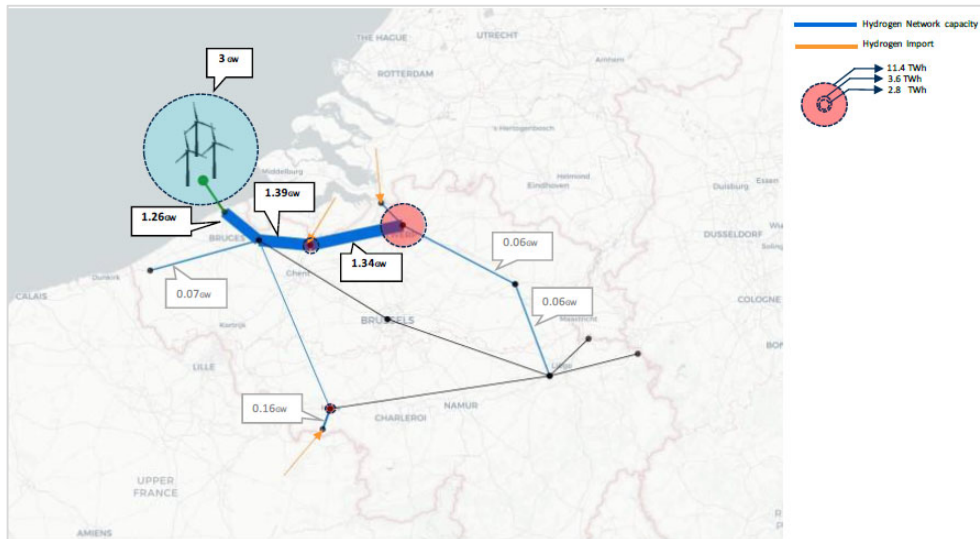 Hydrogen Network capacity
Hydrogen Import
11.4 TWh
3.6 TWh
2.8 TWh
3 GW
THE HAGUE
UTRECHT
Arnhem
ROTTERDAM
's Hertogenbosch
Middelburg
Helmond
Eindhoven
Duisburg
Essen
1.39GW
1.26GW
BRUGES
DUSSELDORF
0.06GW
1.34GW
Ghent
Dunkirk
0.07GW
CALAIS
0.06GW
COLOGNE
BRUSSELS
Maastricht
Kortrijk
LILLE
0.16GW
NAMUR
CHARLEROI
UPPER
FRANCE
AMIENS